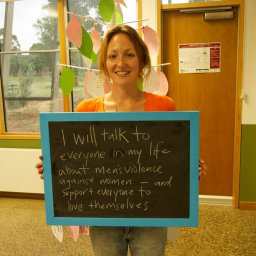 I will talk to
everyone in my life
about men's violence
against women – and
support everyone to
love themselves